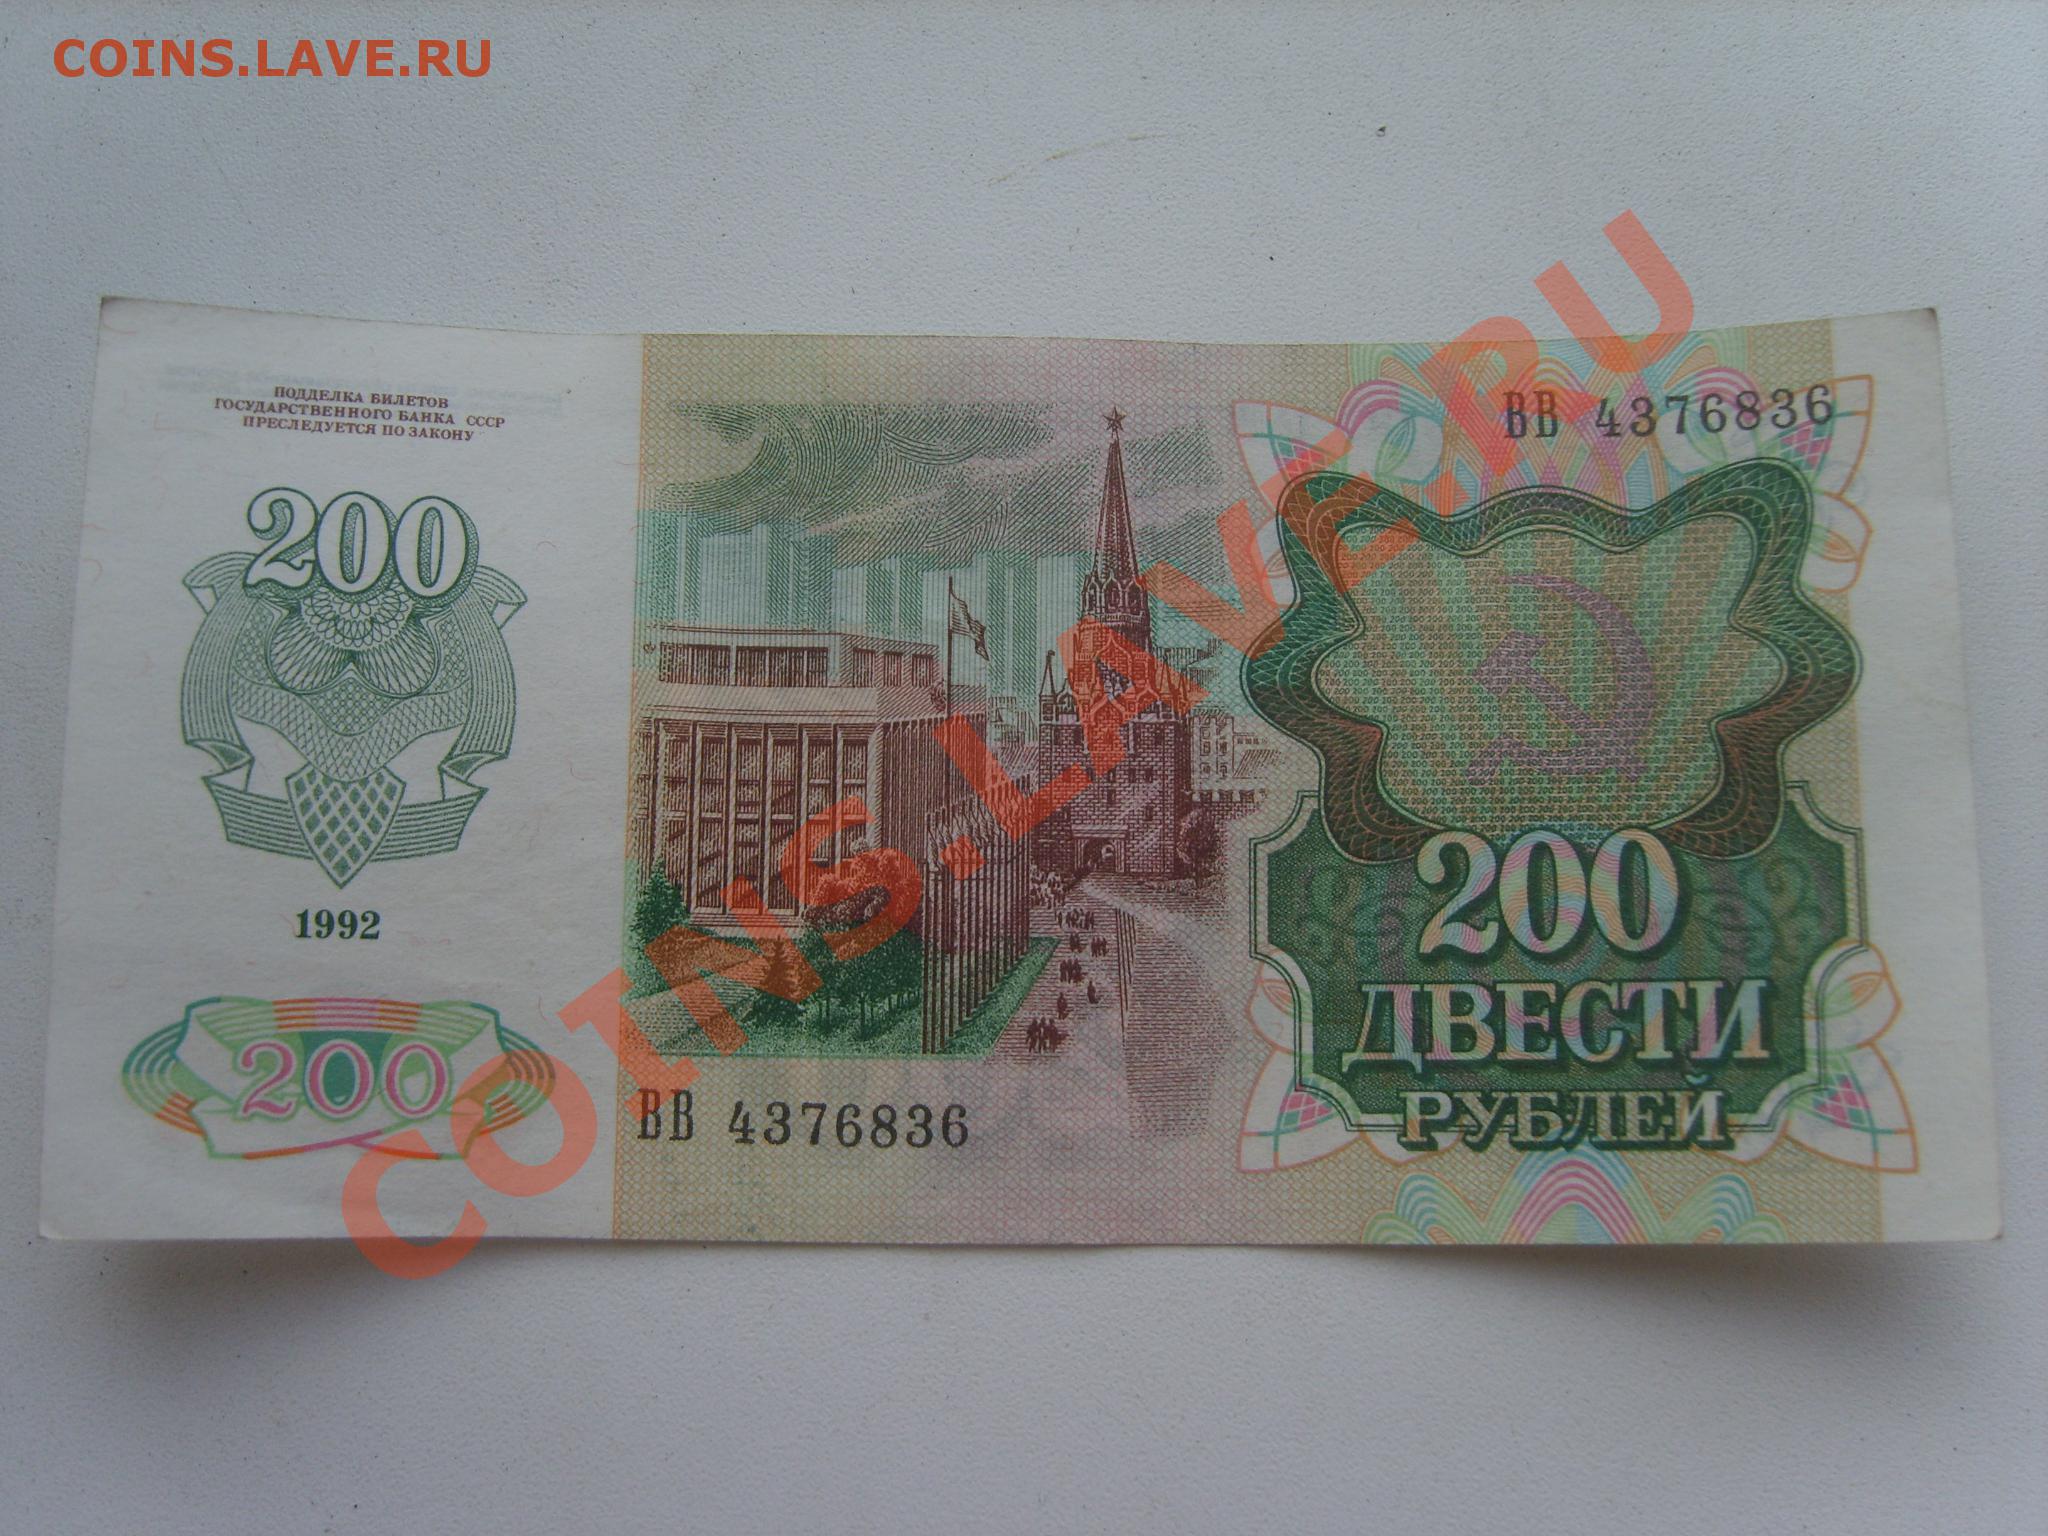 COINS.LAVE.RU
ПОДДЕЛКА БИЛЕТОВ
ГОСУДАРСТВЕННОГО БАНКА СССР
ПРЕСЛЕДУЕТСЯ ПО ЗАКОНУ
ВВ 4376836
200
COINS.LAVE.RU
200
ДВЕСТИ
РУБЛЕЙ
1992
200
ВВ 4376836